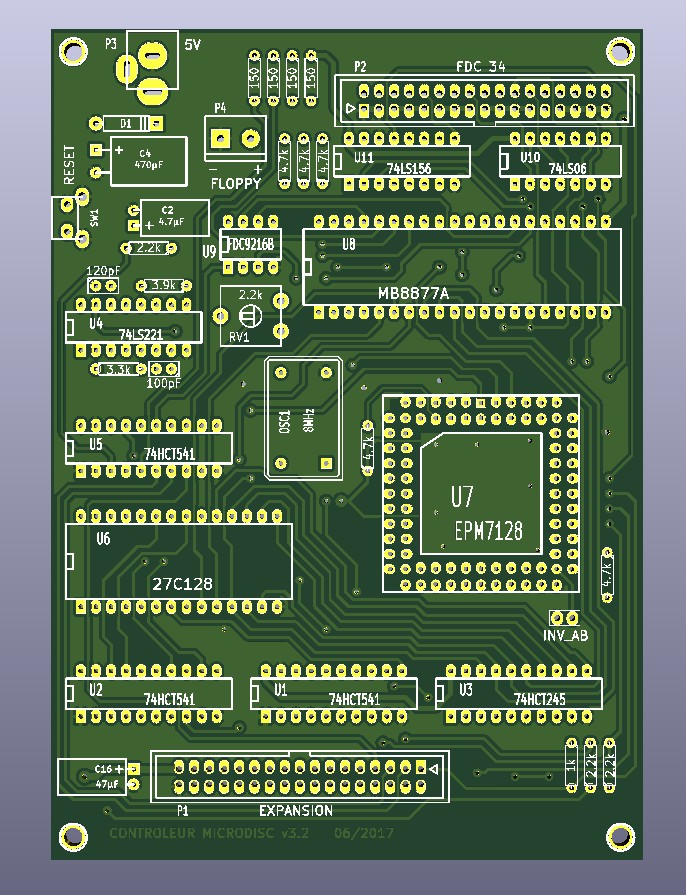 P3
5V
150
150
150
150
P2
FDC 34
P4
D1
C4
470µF
RESET
4.7k
4.7k
4.7k
U11
74LS156
U10
74LS06
- +
FLOPPY
SW1
C2
4.7µF
2.2k
U9
FDC9216B
U8
MB8877A
120pF
3.9k
2.2k
RV1
U4
74LS221
3.3k
100pF
OSC1
8MHz
4.7k
U5
74HCT541
U7
EPM7128
U6
27C128
4.7k
INV_AB
U2
74HCT541
U1
74HCT541
U3
74HCT245
C16
47µF
1k
2.2k
2.2k
P1
EXPANSION
CONTROLEUR MICRODISC v3.2 06/2017